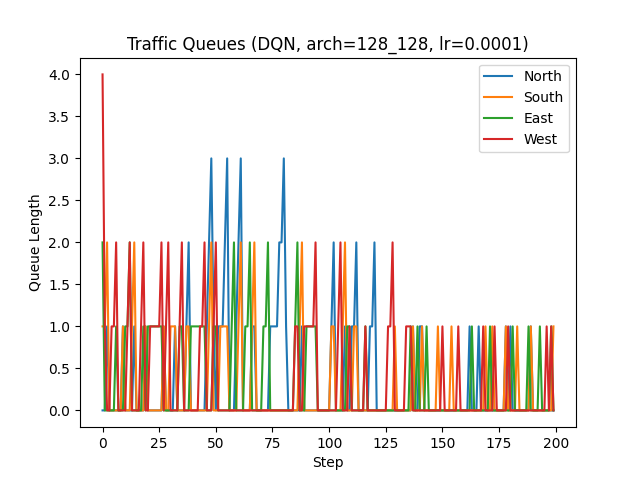 Traffic Queues (DQN, arch=128_128, lr=0.0001)
North
South
East
West
Queue Length
4.0
3.5
3.0
2.5
2.0
1.5
1.0
0.5
0.0
0 25 50 75 100 125 150 175 200
Step